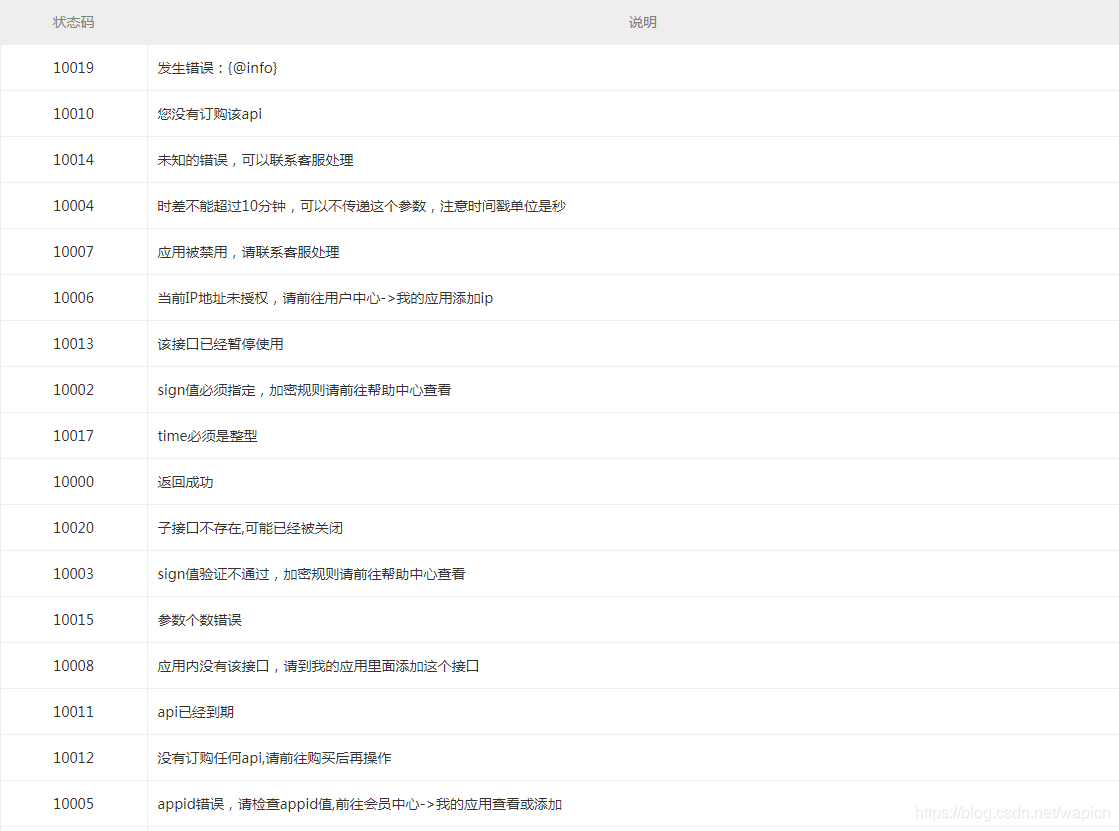 状态码 说明
10019 发生错误：{@info}
10010 您没有订购该api
10014 未知的错误，可以联系客服处理
10004 时差不能超过10分钟，可以不传递这个参数，注意时间戳单位是秒
10007 应用被禁用，请联系客服处理
10006 当前IP地址未授权，请前往用户中心->我的应用添加ip
10013 该接口已经暂停使用
10002 sign值必须指定，加密规则请前往帮助中心查看
10017 time必须是整型
10000 返回成功
10020 子接口不存在,可能已经被关闭
10003 sign值验证不通过，加密规则请前往帮助中心查看
10015 参数个数错误
10008 应用内没有该接口，请到我的应用里面添加这个接口
10011 api已经到期
10012 没有订购任何api,请前往购买后再操作
10005 appid错误，请检查appid值,前往会员中心->我的应用查看或添加
https://blog.csdn.net/wapicn